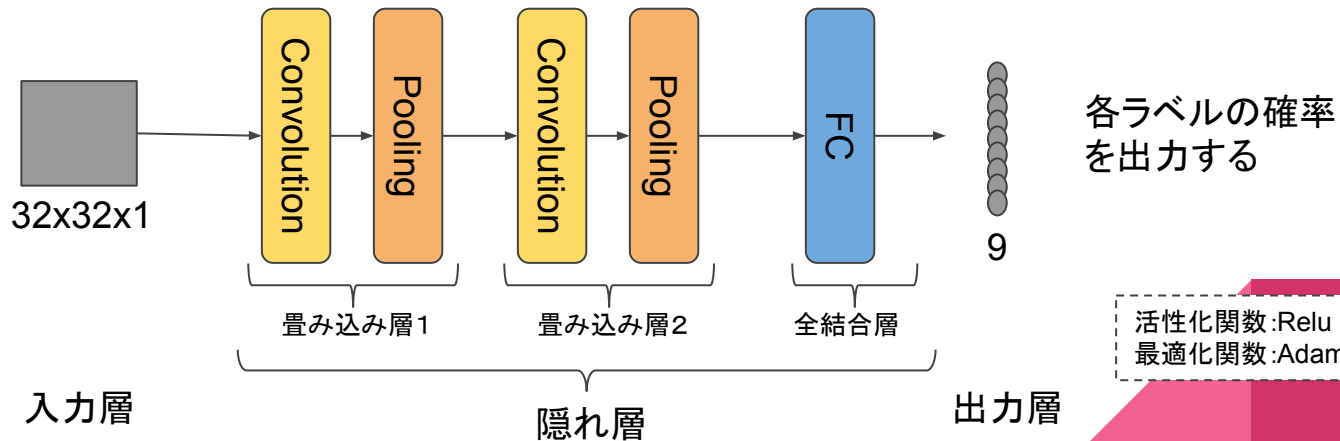 Convolution
Pooling
Convolution
Pooling
FC
32x32x1
9
各ラベルの確率
を出力する
畳み込み層1
畳み込み層2
全結合層
活性化関数:Relu
最適化関数:Adam
入力層
隠れ層
出力層